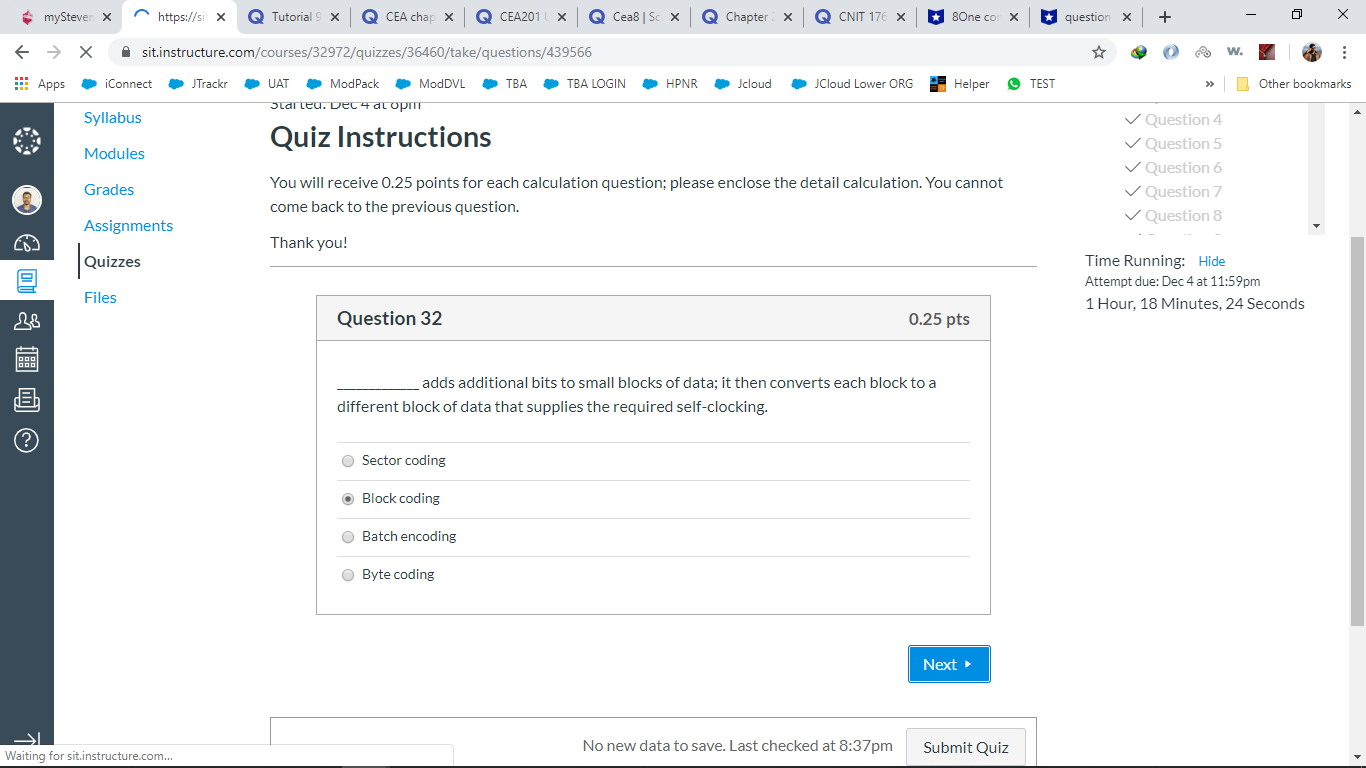 mySteven
https://sit
Tutorial 9
CEA chap
CEA201
Cea8 | Sc
Chapter
CNIT 176
8One con
question
sit.instructure.com/courses/32972/quizzes/36460/take/questions/439566
Apps
iConnect
JTrackr
UAT
ModPack
ModDVL
TBA
TBA LOGIN
HPNR
Jcloud
JCloud Lower ORG
Helper
TEST
»
Other bookmarks
Started: Dec 4 at 6pm
Syllabus
Modules
Grades
Assignments
Quizzes
Files
Quiz Instructions
You will receive 0.25 points for each calculation question; please enclose the detail calculation. You cannot
come back to the previous question.
Thank you!
Question 4
Question 5
Question 6
Question 7
Question 8
Time Running: Hide
Attempt due: Dec 4 at 11:59pm
1 Hour, 18 Minutes, 24 Seconds
Question 32
0.25 pts
_____________ adds additional bits to small blocks of data; it then converts each block to a
different block of data that supplies the required self-clocking.
Sector coding
Block coding
Batch encoding
Byte coding
Next
No new data to save. Last checked at 8:37pm
Submit Quiz
Waiting for sit.instructure.com...